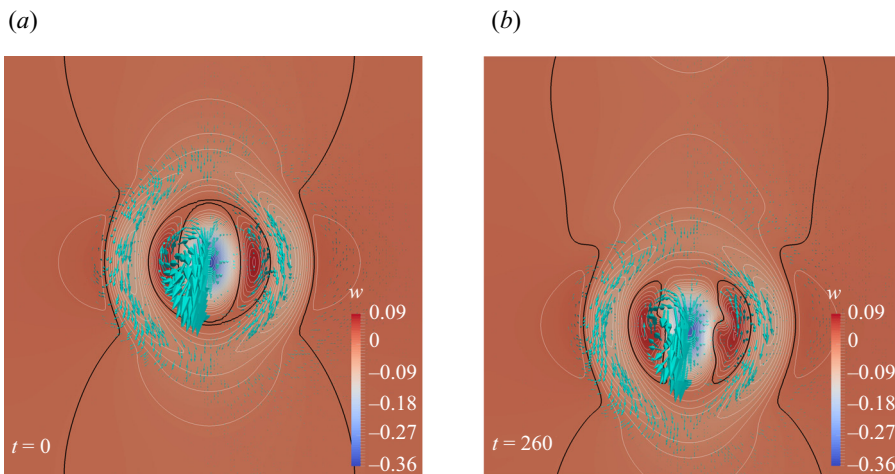 (a)
(b)
w
0.09
0
–0.09
–0.18
–0.27
–0.36
t = 0
w
0.09
0
–0.09
–0.18
–0.27
–0.36
t = 260